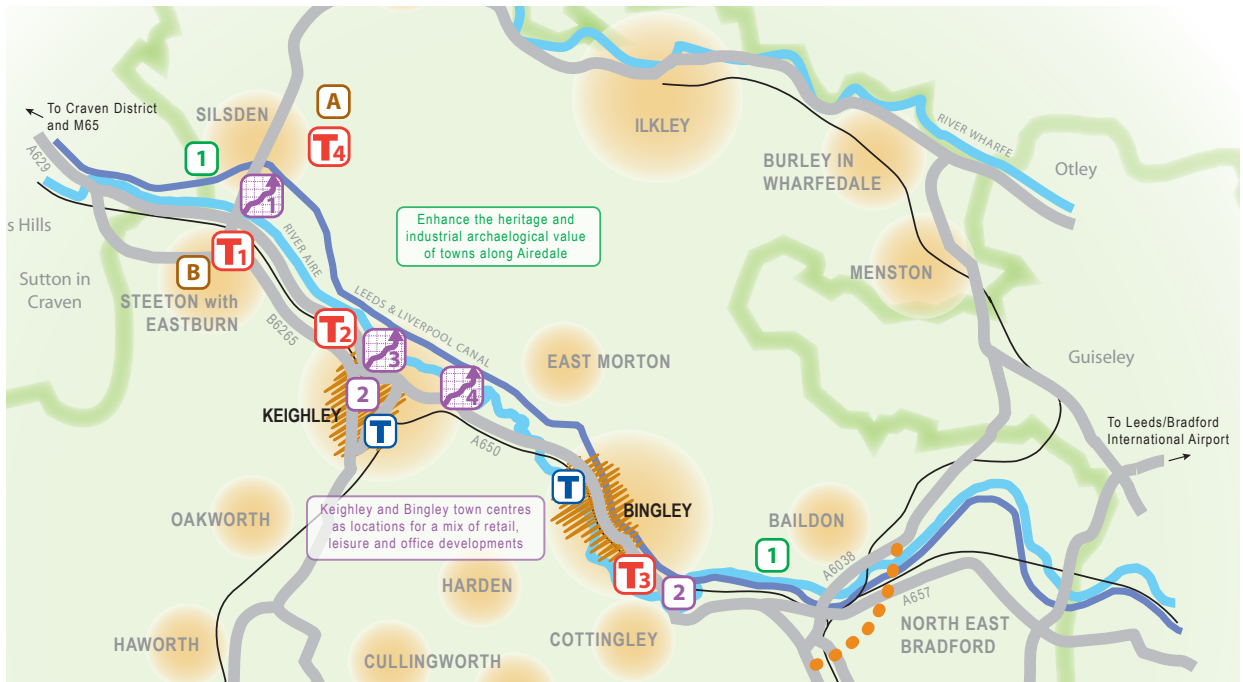 To Craven District
and M65
A629
SILSDEN
A
T4
1
1
ILKLEY
BURLEY IN
WHARFEDALE
RIVER WHARFE
Otley
s Hills
Sutton in
Craven
B
T1
STEETON with
EASTBURN
RIVER AIRE
B6265
Enhance the heritage and
industrial archaelogical value
of towns along Airedale
MENSTON
T2
LEEDS & LIVERPOOL CANAL
3
4
2
KEIGHLEY
T
EAST MORTON
Guiseley
To Leeds/Bradford
International Airport
A650
T
Keighley and Bingley town centres
as locations for a mix of retail,
leisure and office developments
OAKWORTH
BINGLEY
BAILDON
1
T3
2
HARDEN
A6038
A657
COTTINGLEY
NORTH EAST
BRADFORD
HAWORTH
CULLINGWORTH